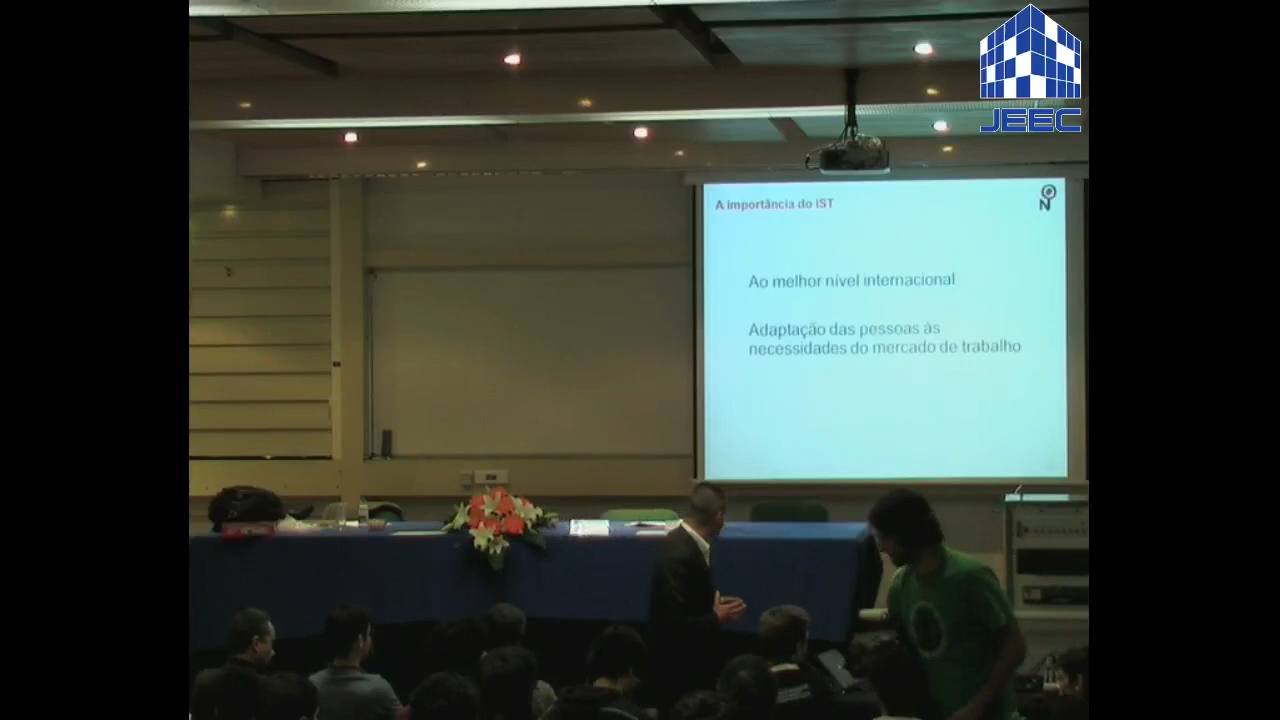 JEEC
A importância do IST
N
Ao melhor nível internacional
Adaptação das pessoas às
necessidades do mercado de trabalho